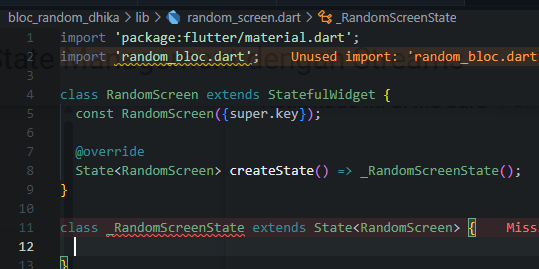 bloc_random_dhika > lib > random_screen.dart > _RandomScreenState
1 import 'package:flutter/material.dart';
2 import 'random_bloc.dart'; Unused import: 'random_bloc.dart
3
4 class RandomScreen extends StatefulWidget {
5 const RandomScreen({super.key});
6
7 @override
8 State<RandomScreen> createState() => _RandomScreenState();
9 }
10
11 class _RandomScreenState extends State<RandomScreen> { Miss
12
13 }